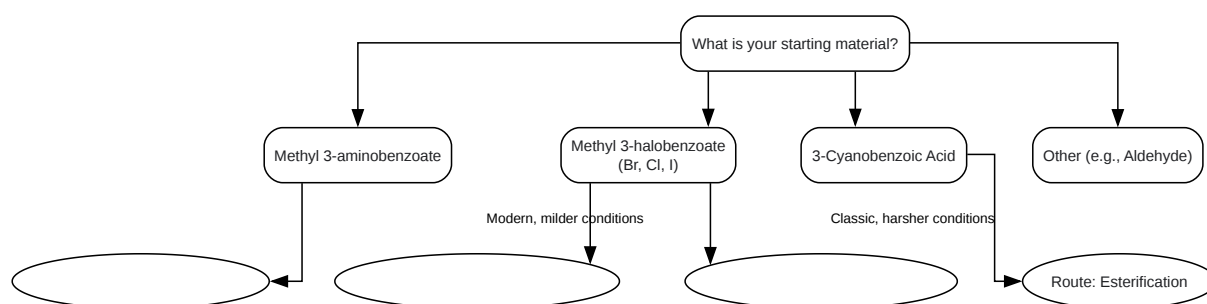 What is your starting material?
Methyl 3-aminobenzoate
Methyl 3-halobenzoate
(Br, Cl, I)
3-Cyanobenzoic Acid
Other (e.g., Aldehyde)
Modern, milder conditions
Classic, harsher conditions
Route: Esterification